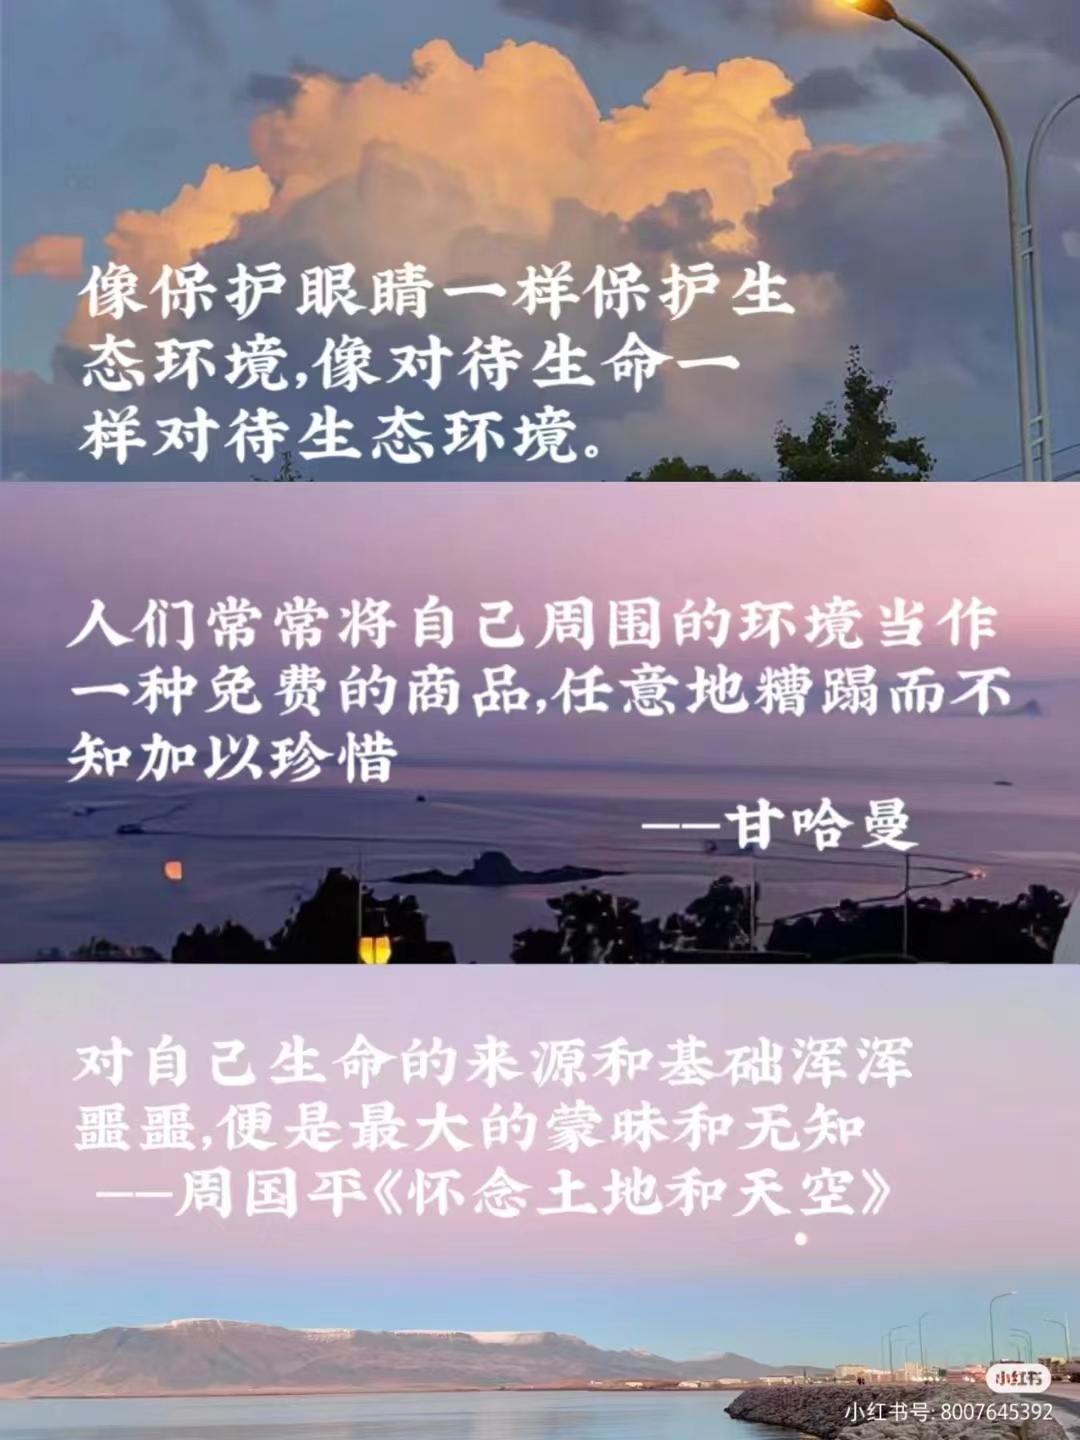 像保护眼睛一样保护生
态环境,像对待生命一
样对待生态环境。
人们常常将自己周围的环境当作
一种免费的商品,任意地糟蹋而不
知加以珍惜
——甘哈曼
对自己生命的来源和基础浑浑
噩噩,便是最大的蒙昧和无知
——周国平《怀念土地和天空》
小红书
小红书号: 8007645392